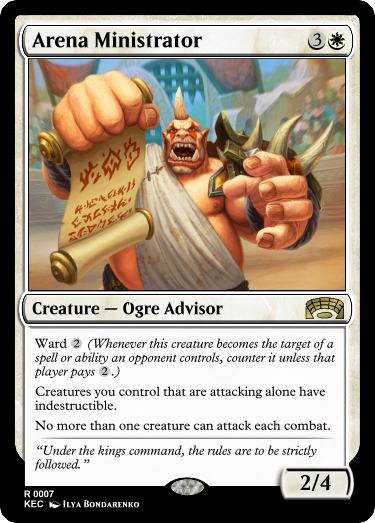 Arena Ministrator 3
Creature — Ogre Advisor
Ward 2 (Whenever this creature becomes the target of a
spell or ability an opponent controls, counter it unless that
player pays 2.)
Creatures you control that are attacking alone have
indestructible.
No more than one creature can attack each combat.
“Under the kings command, the rules are to be strictly
followed.”
2/4
R 0007
KEC Ilya Bondarenko